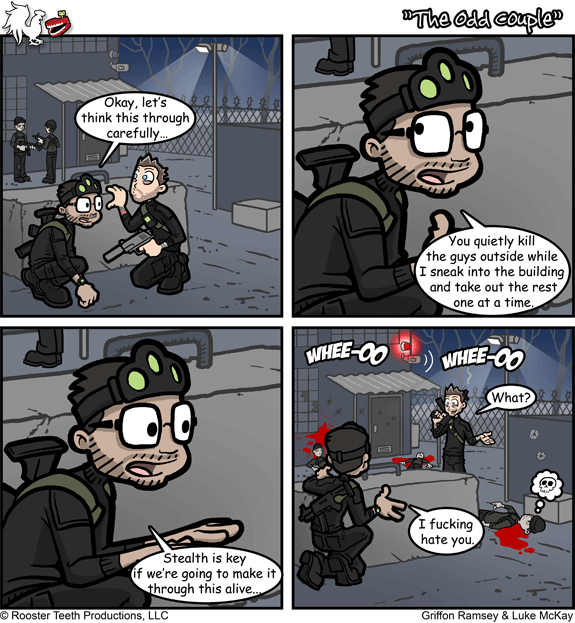 "The Odd Couple"
Okay, let's
think this through
carefully...
You quietly kill
the guys outside while
I sneak into the building
and take out the rest
one at a time.
Stealth is key
if we're going to make it
through this alive...
WHEE-OO
WHEE-OO
What?
I fucking
hate you.
© Rooster Teeth Productions, LLC
Griffon Ramsey & Luke McKay